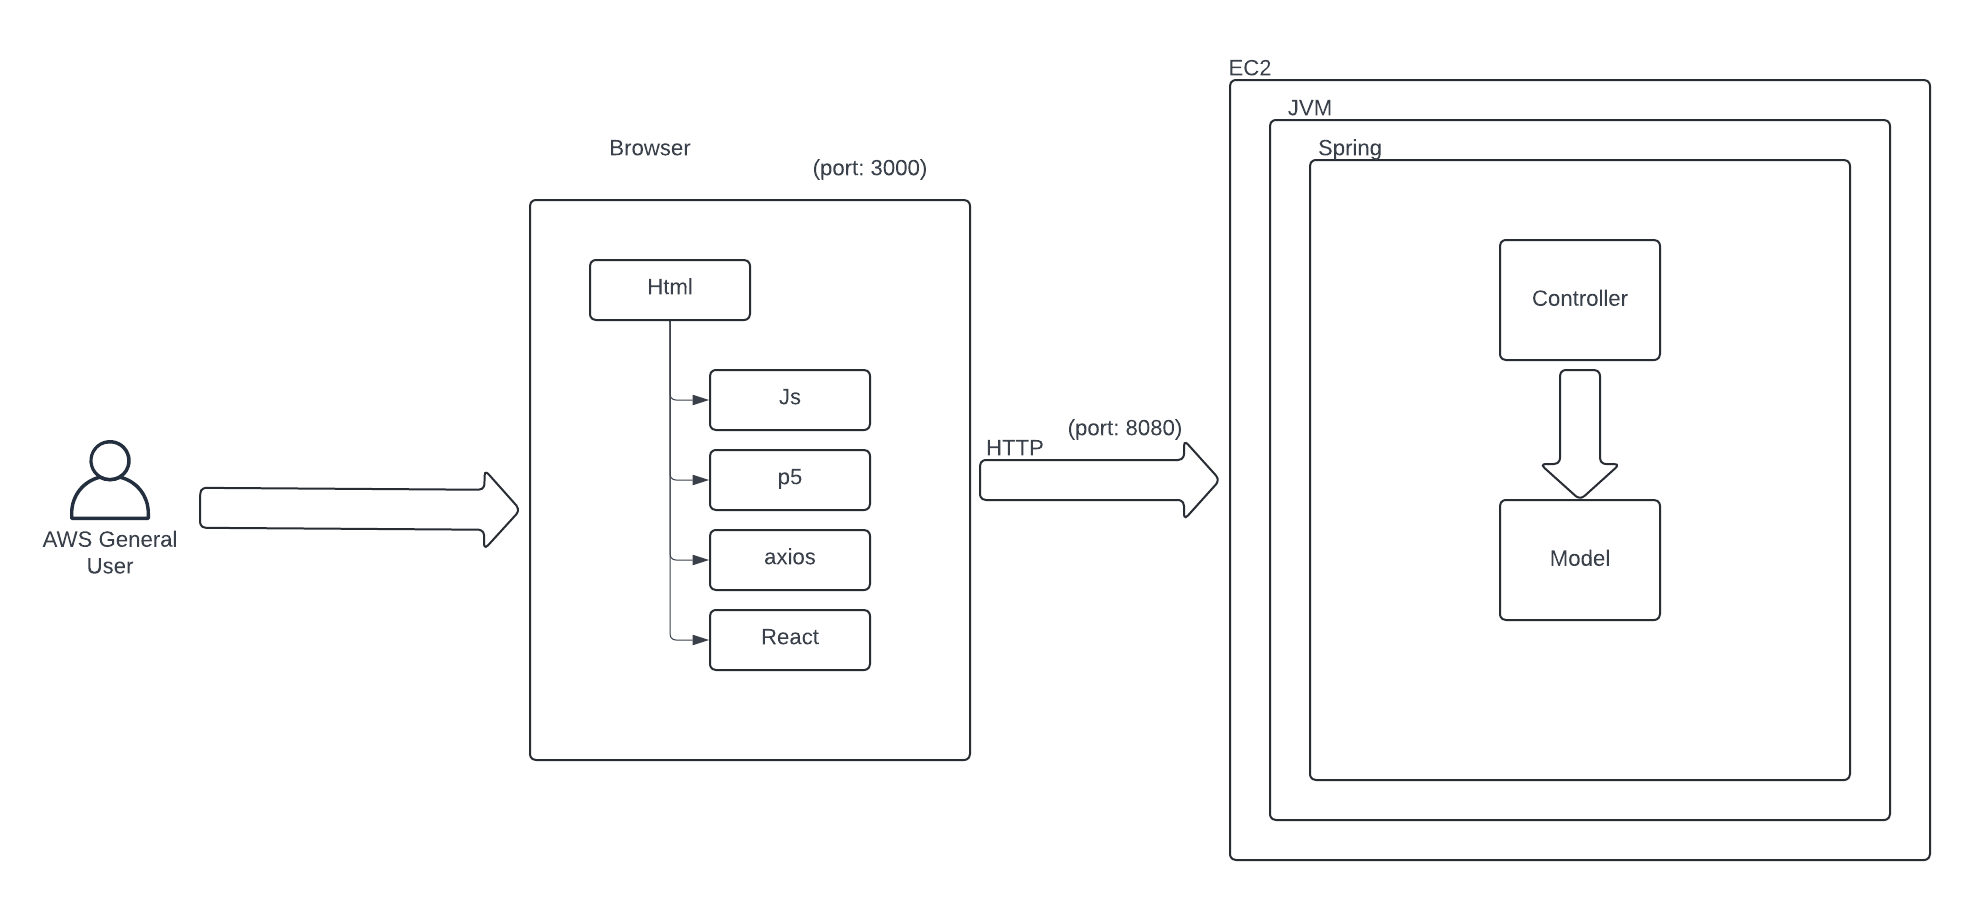 EC2
JVM
Spring
Browser
(port: 3000)
Html
Controller
Js
(port: 8080)
HTTP
p5
AWS General
User
axios
Model
React